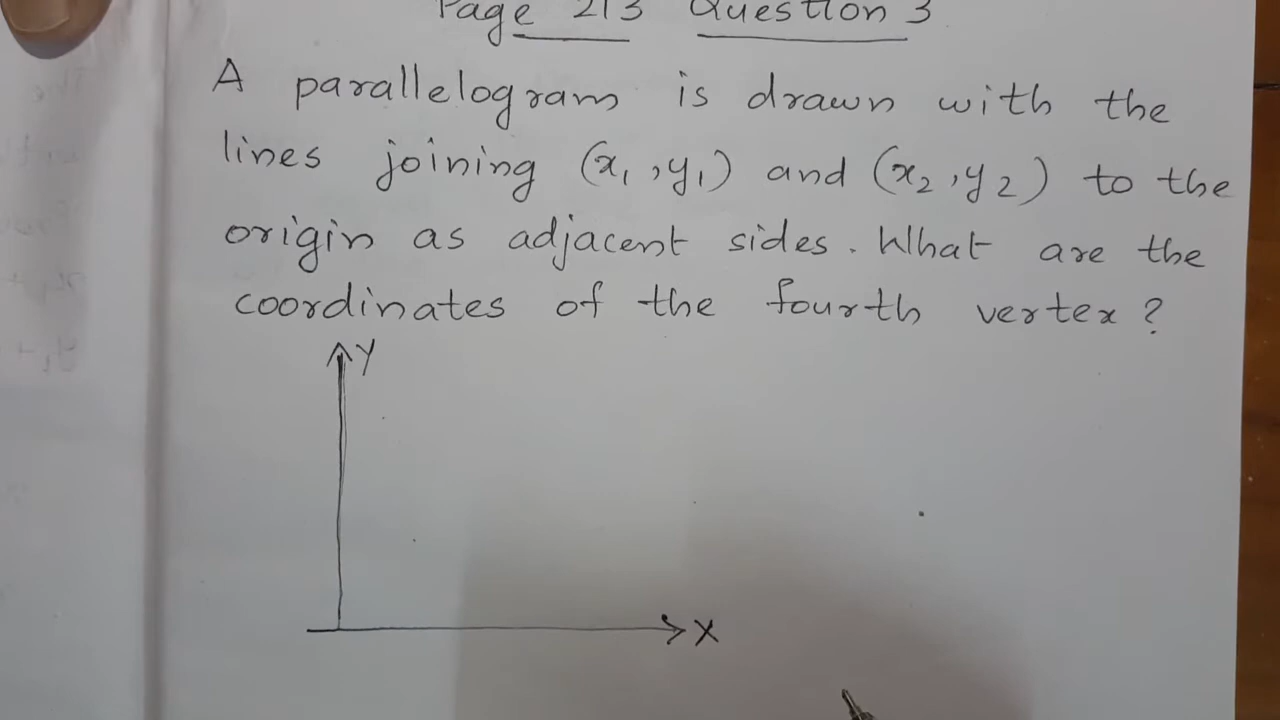 Page 213 Question 3
A parallelogram is drawn with the
lines joining (x₁,y₁) and (x₂,y₂) to the
origin as adjacent sides. What are the
coordinates of the fourth vertex?
Y
X